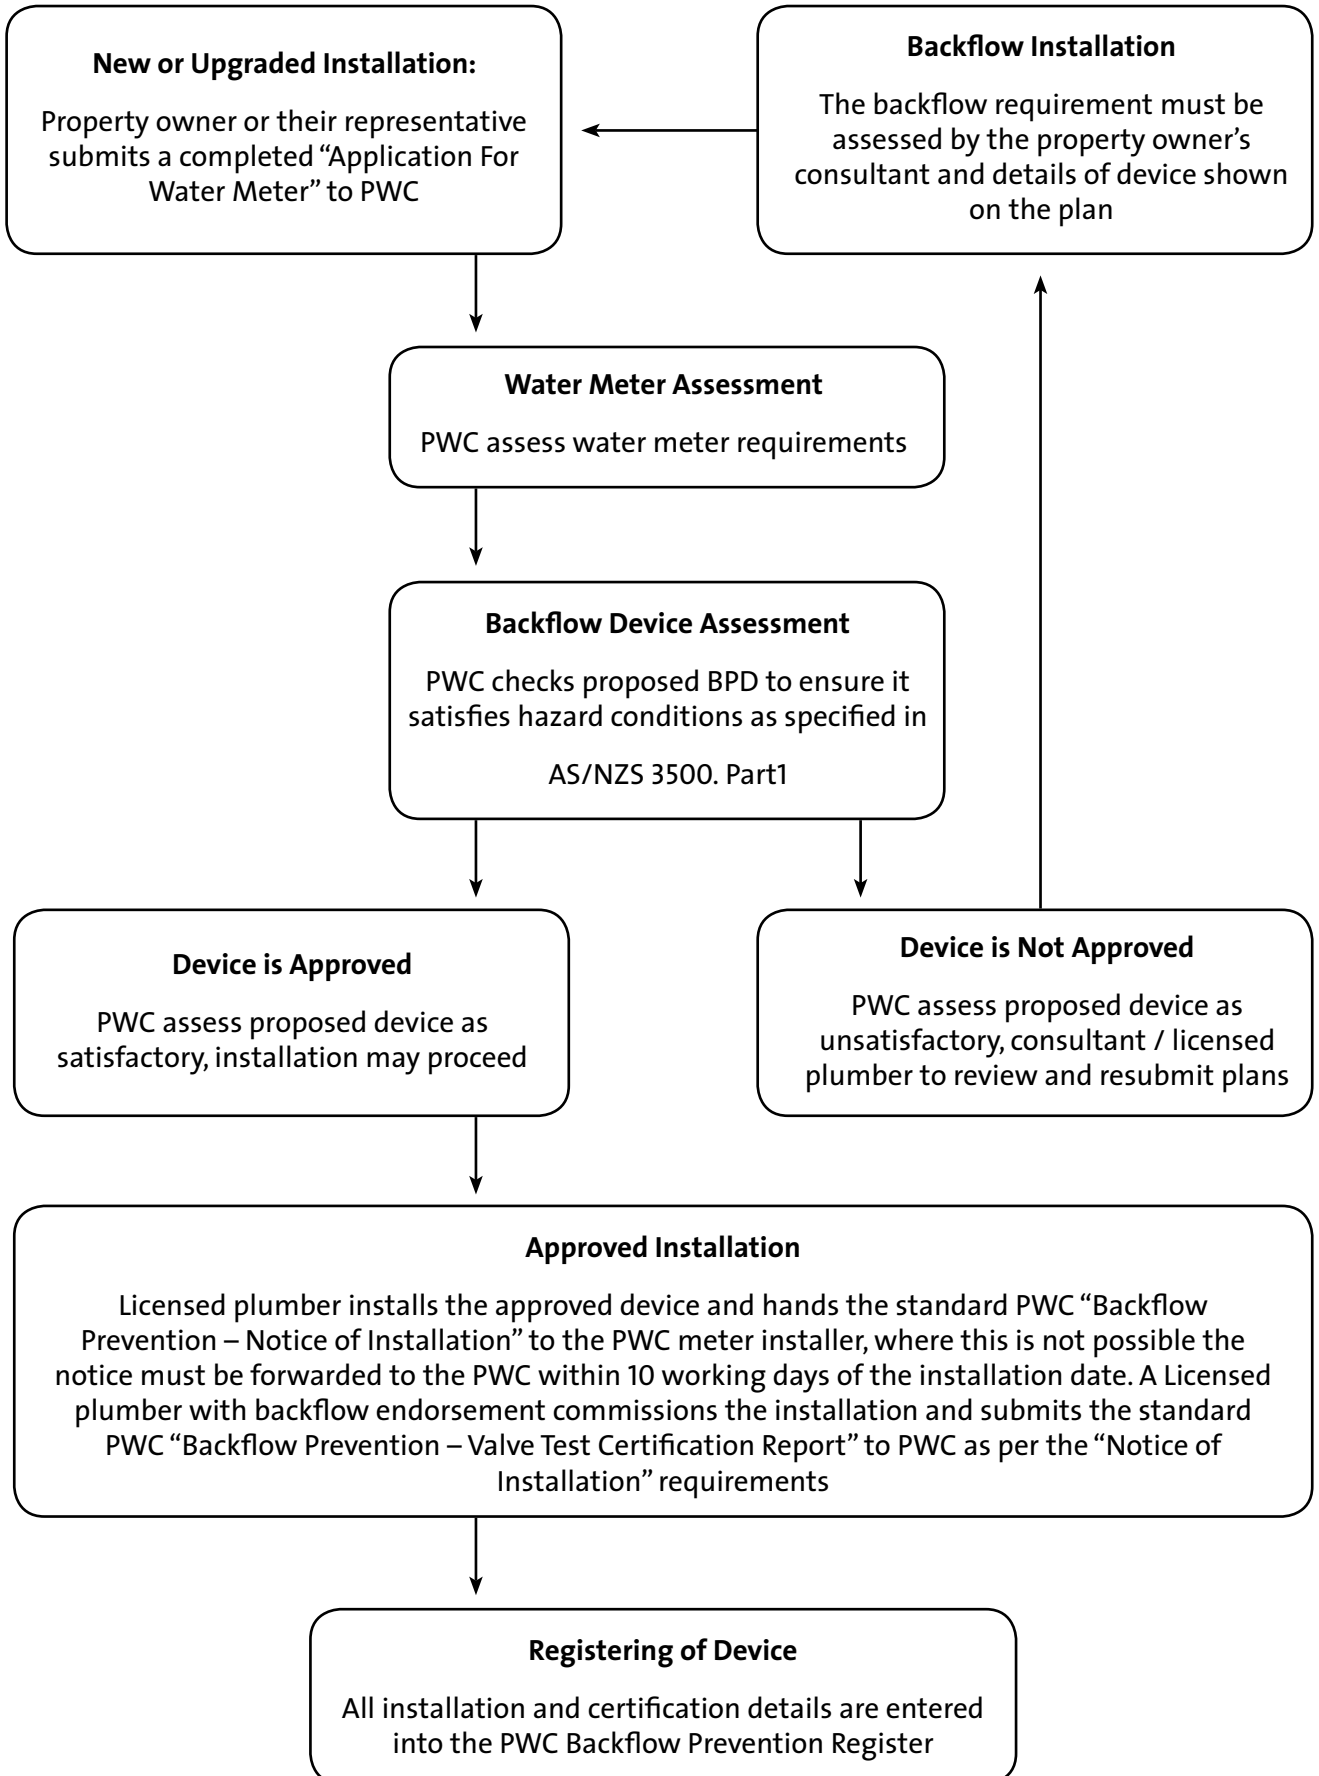 New or Upgraded Installation:
Property owner or their representative
submits a completed “Application For
Water Meter” to PWC
Backflow Installation
The backflow requirement must be
assessed by the property owner’s
consultant and details of device shown
on the plan
Water Meter Assessment
PWC assess water meter requirements
Backflow Device Assessment
PWC checks proposed BPD to ensure it
satisfies hazard conditions as specified in
AS/NZS 3500. Part1
Device is Approved
PWC assess proposed device as
satisfactory, installation may proceed
Device is Not Approved
PWC assess proposed device as
unsatisfactory, consultant / licensed
plumber to review and resubmit plans
Approved Installation
Licensed plumber installs the approved device and hands the standard PWC “Backflow
Prevention – Notice of Installation” to the PWC meter installer, where this is not possible the
notice must be forwarded to the PWC within 10 working days of the installation date. A Licensed
plumber with backflow endorsement commissions the installation and submits the standard
PWC “Backflow Prevention – Valve Test Certification Report” to PWC as per the “Notice of
Installation” requirements
Registering of Device
All installation and certification details are entered
into the PWC Backflow Prevention Register